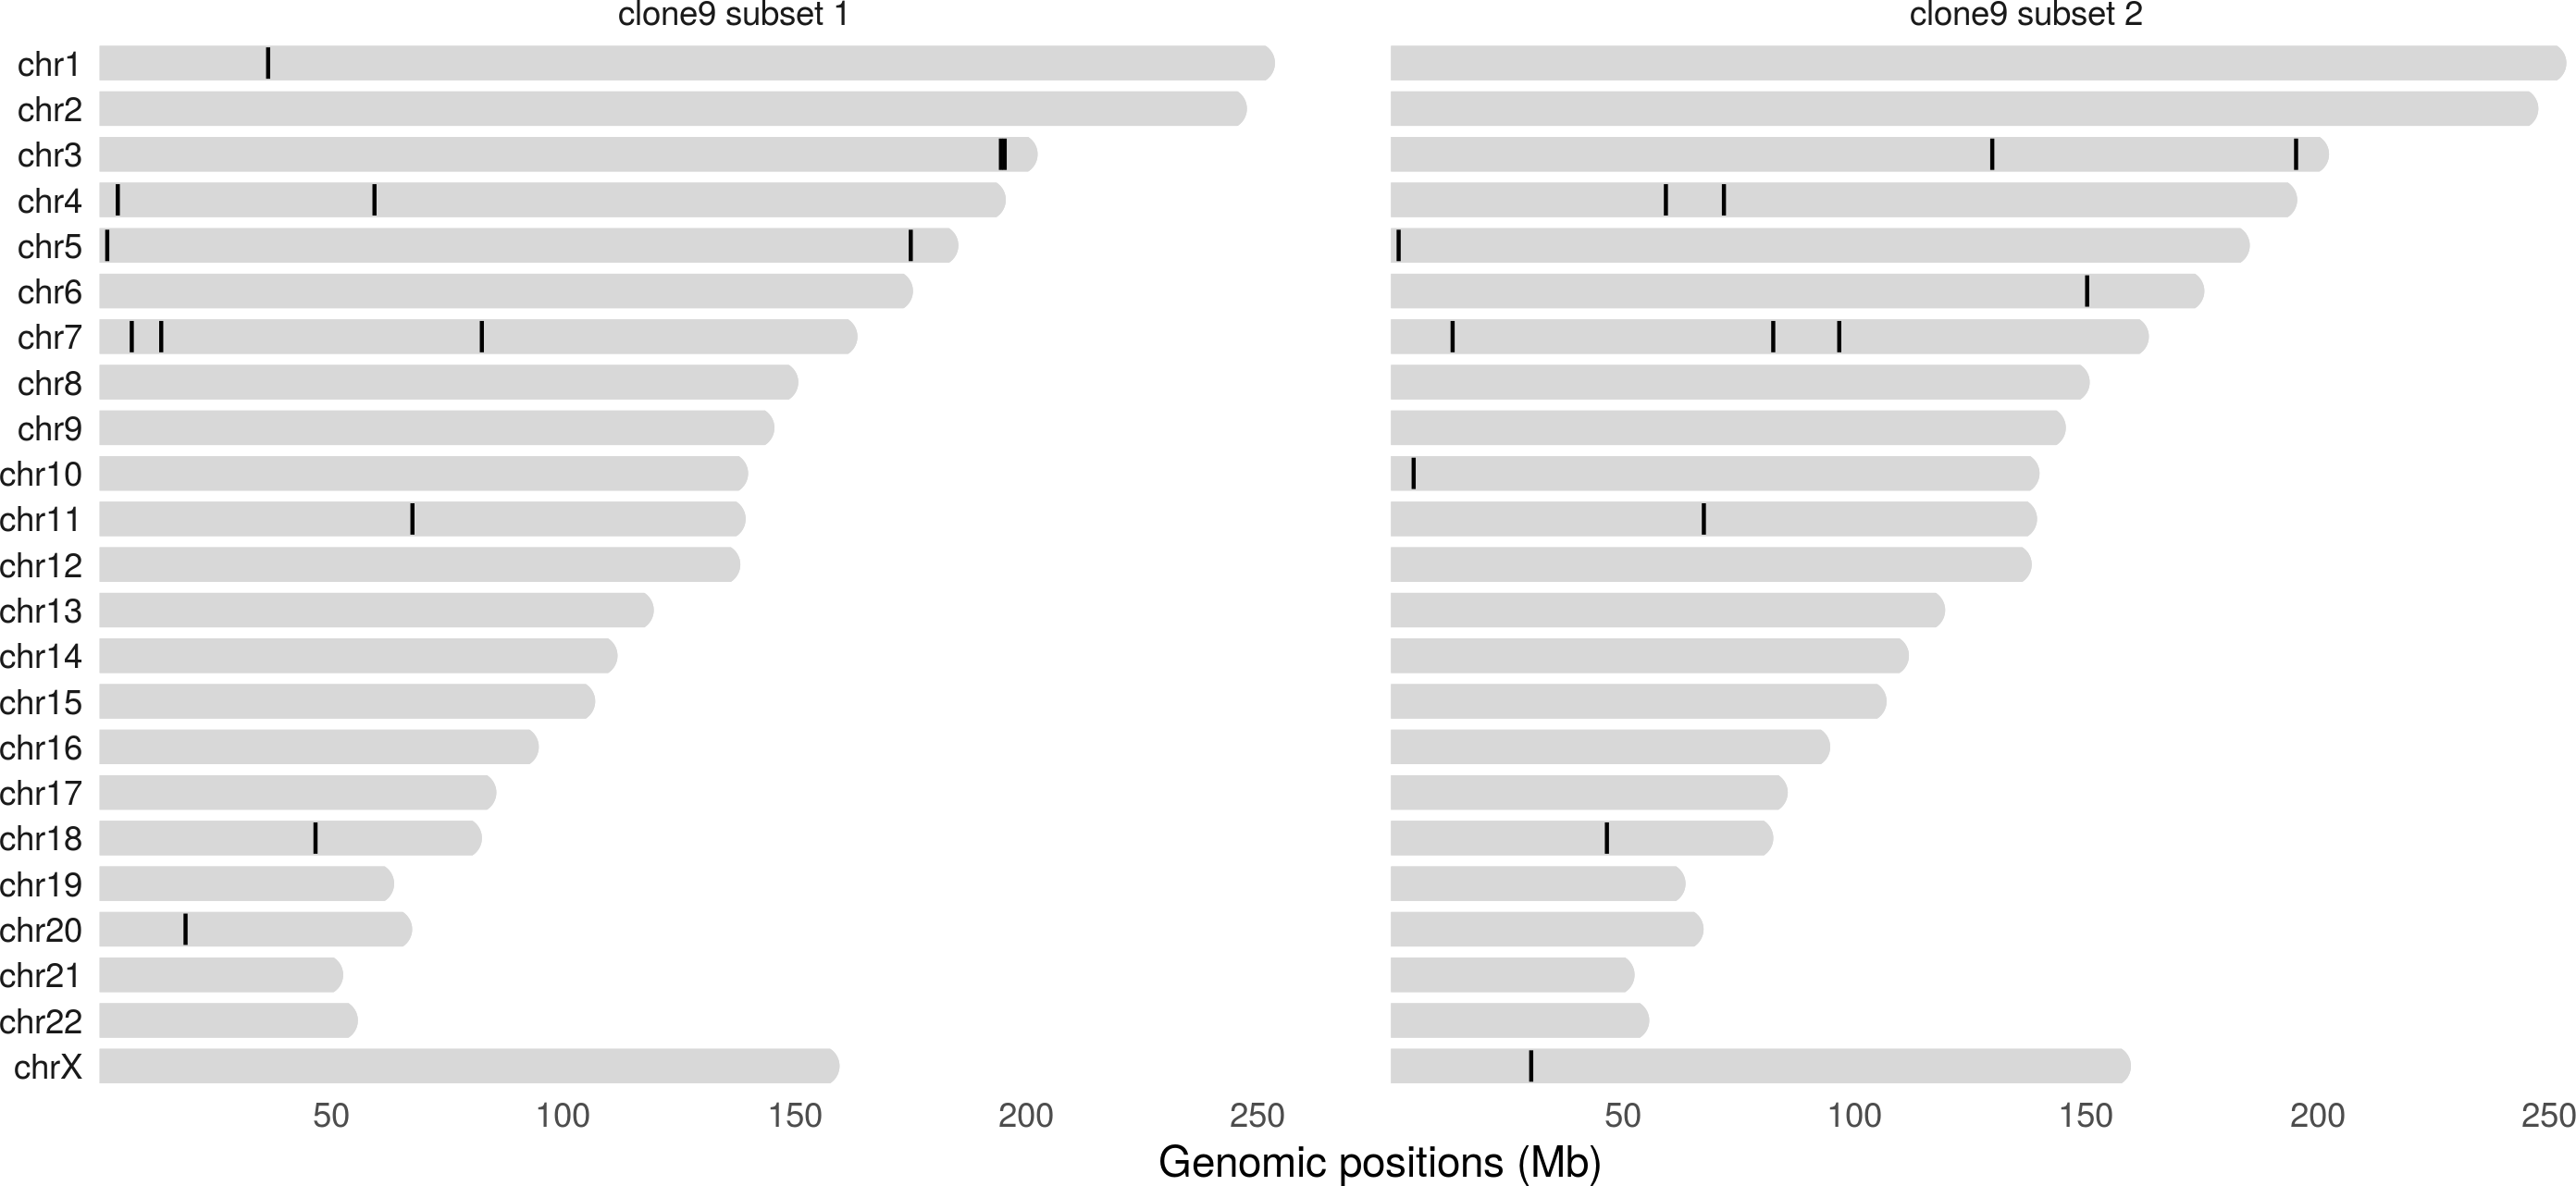 clone9 subset 1
clone9 subset 2
chr1
chr2
chr3
chr4
chr5
chr6
chr7
chr8
chr9
chr10
chr11
chr12
chr13
chr14
chr15
chr16
chr17
chr18
chr19
chr20
chr21
chr22
chrX
50 100 150 200 250 50 100 150 200 250
Genomic positions (Mb)